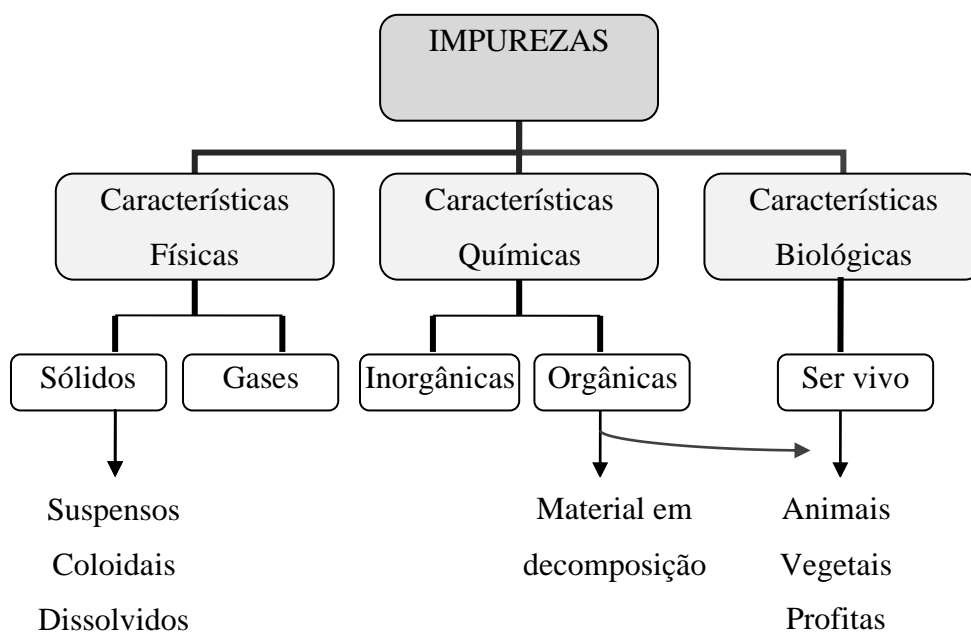 IMPUREZAS
Características
Físicas
Características
Químicas
Características
Biológicas
Sólidos
Gases
Inorgânicas
Orgânicas
Ser vivo
Suspensos
Coloidais
Dissolvidos
Material em
decomposição
Animais
Vegetais
Profitas